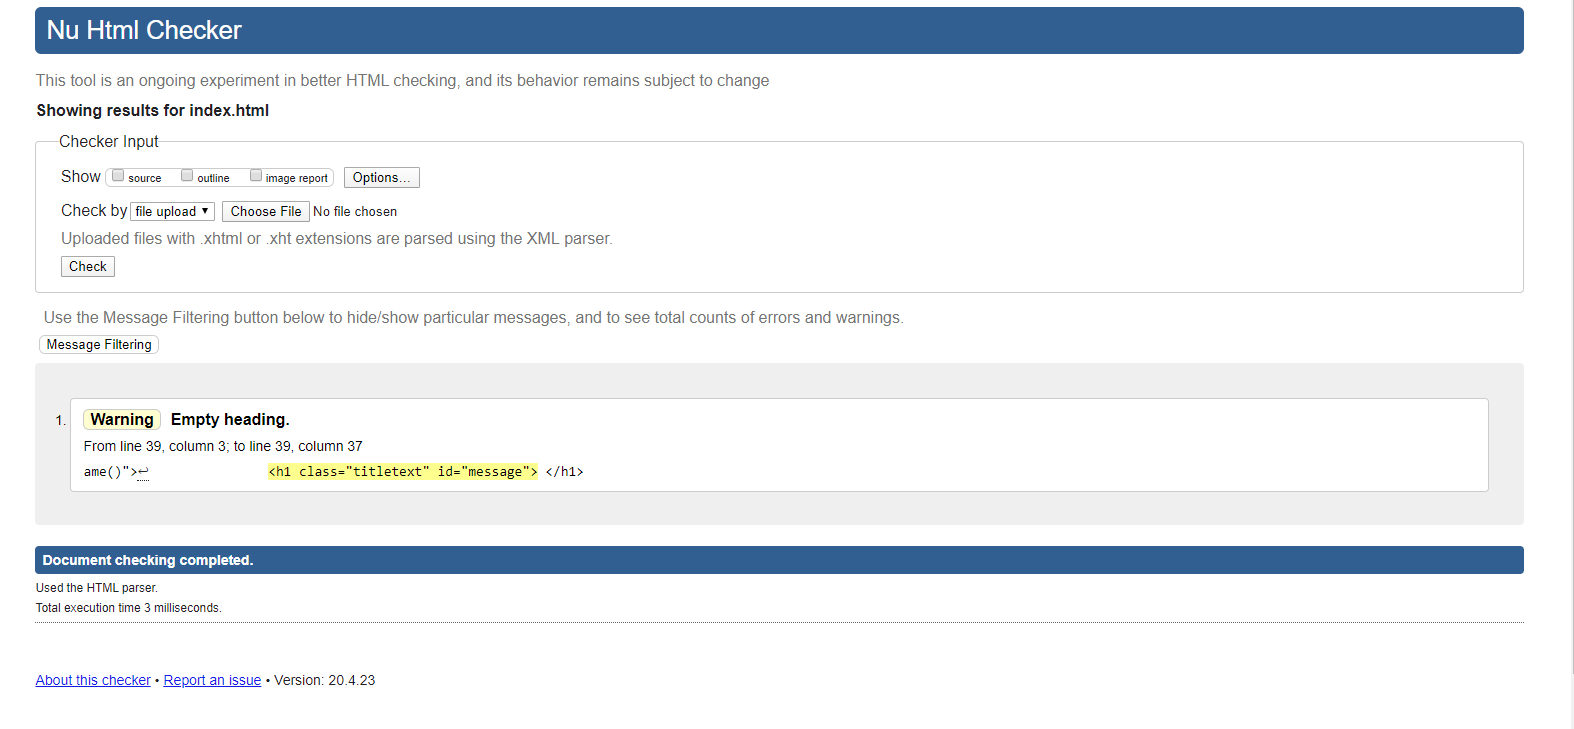 Nu Html Checker
This tool is an ongoing experiment in better HTML checking, and its behavior remains subject to change
Showing results for index.html
Checker Input
Show source outline image report Options...
Check by file upload ▼ Choose File No file chosen
Uploaded files with .xhtml or .xht extensions are parsed using the XML parser.
Check
Use the Message Filtering button below to hide/show particular messages, and to see total counts of errors and warnings.
Message Filtering
1. Warning Empty heading.
From line 39, column 3; to line 39, column 37
ame()">↩ <h1 class="titletext" id="message"> </h1>
Document checking completed.
Used the HTML parser.
Total execution time 3 milliseconds.
About this checker • Report an issue • Version: 20.4.23